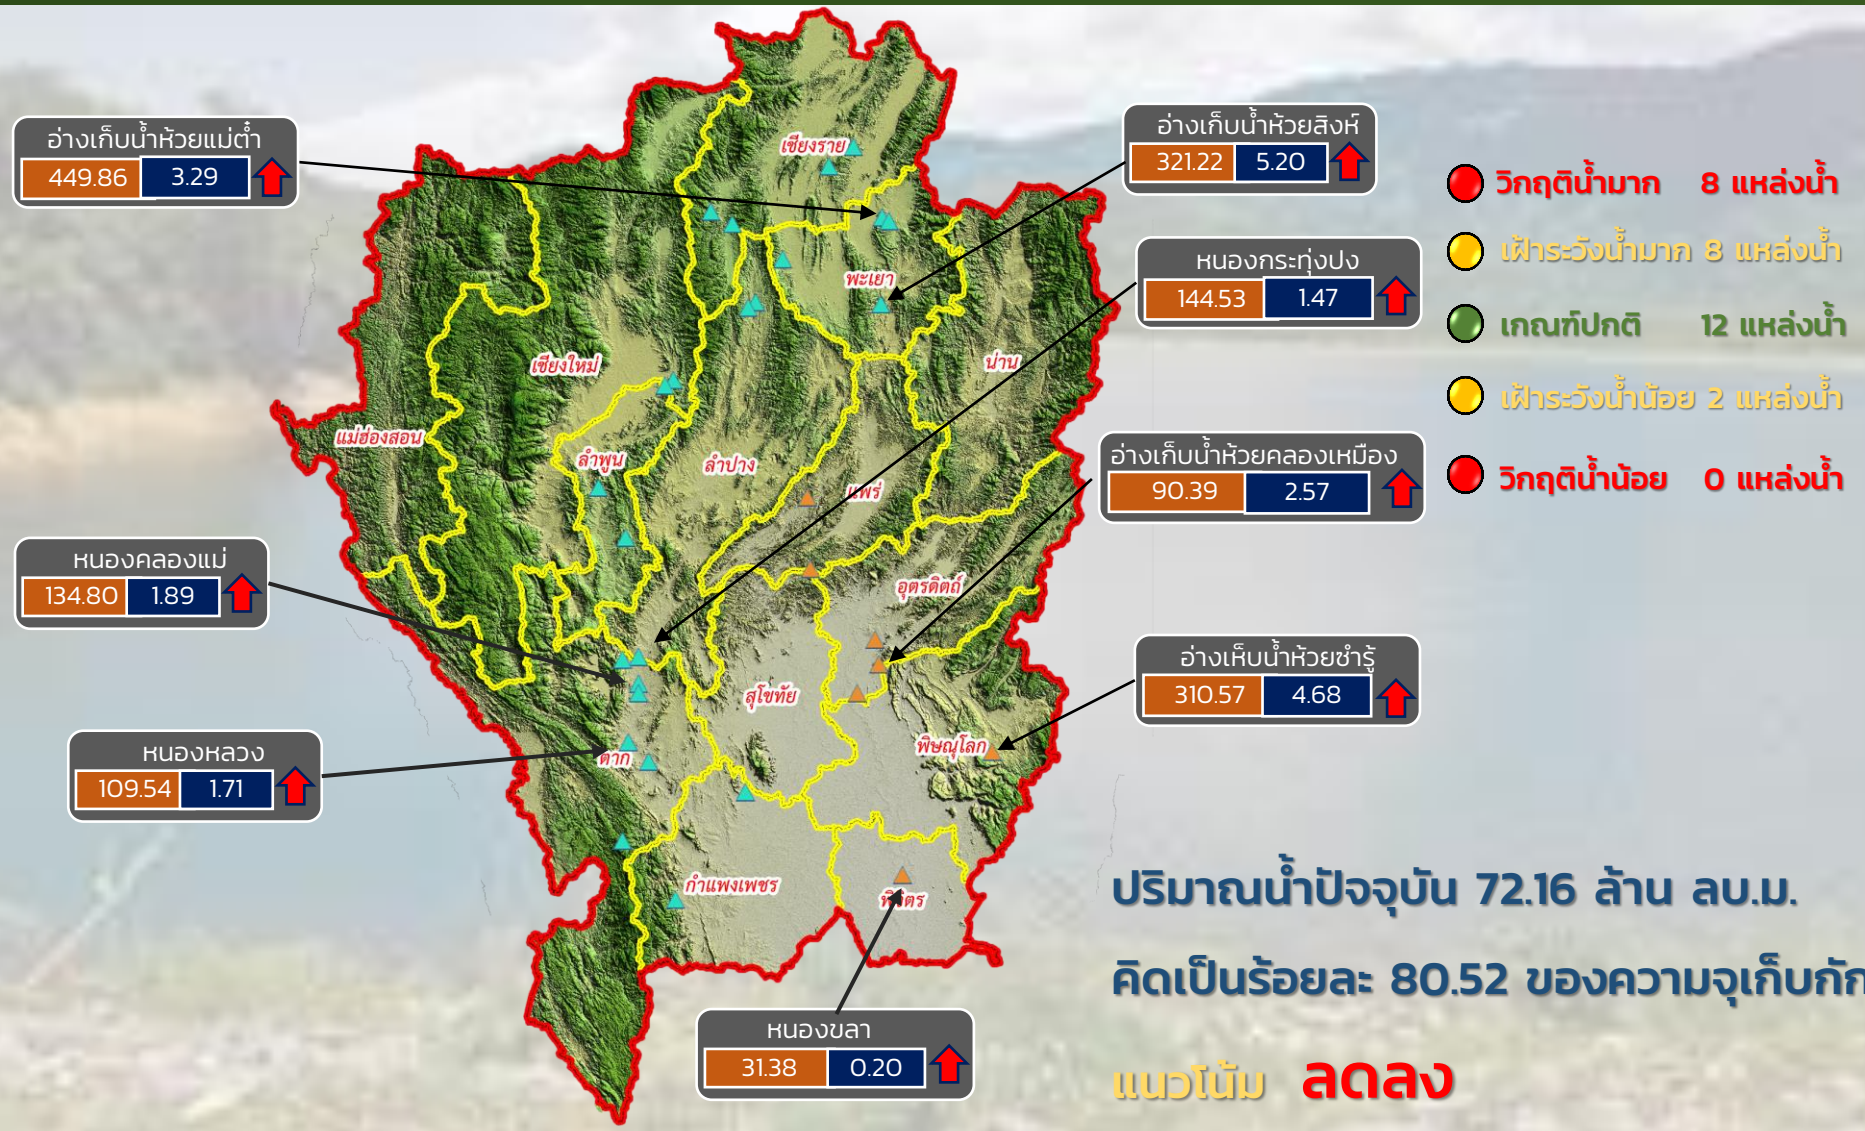 อ่างเก็บน้ำห้วยแม่ต๋ำ
449.86 3.29
อ่างเก็บน้ำห้วยสิงห์
321.22 5.20
หนองกระทุ่งปง
144.53 1.47
อ่างเก็บน้ำห้วยคลองเหมือง
90.39 2.57
อ่างเห็บน้ำห้วยซำรู้
310.57 4.68
หนองคลองแม่
134.80 1.89
หนองหลวง
109.54 1.71
หนองขลา
31.38 0.20
เชียงราย
พะเยา
น่าน
เชียงใหม่
แม่ฮ่องสอน
ลำพูน
ลำปาง
แพร่
อุตรดิตถ์
สุโขทัย
พิษณุโลก
ตาก
กำแพงเพชร
พิจิตร
วิกฤติน้ำมาก 8 แหล่งน้ำ
เฝ้าระวังน้ำมาก 8 แหล่งน้ำ
เกณฑ์ปกติ 12 แหล่งน้ำ
เฝ้าระวังน้ำน้อย 2 แหล่งน้ำ
วิกฤติน้ำน้อย 0 แหล่งน้ำ
ปริมาณน้ำปัจจุบัน 72.16 ล้าน ลบ.ม.
คิดเป็นร้อยละ 80.52 ของความจุเก็บกัก
แนวโน้ม ลดลง